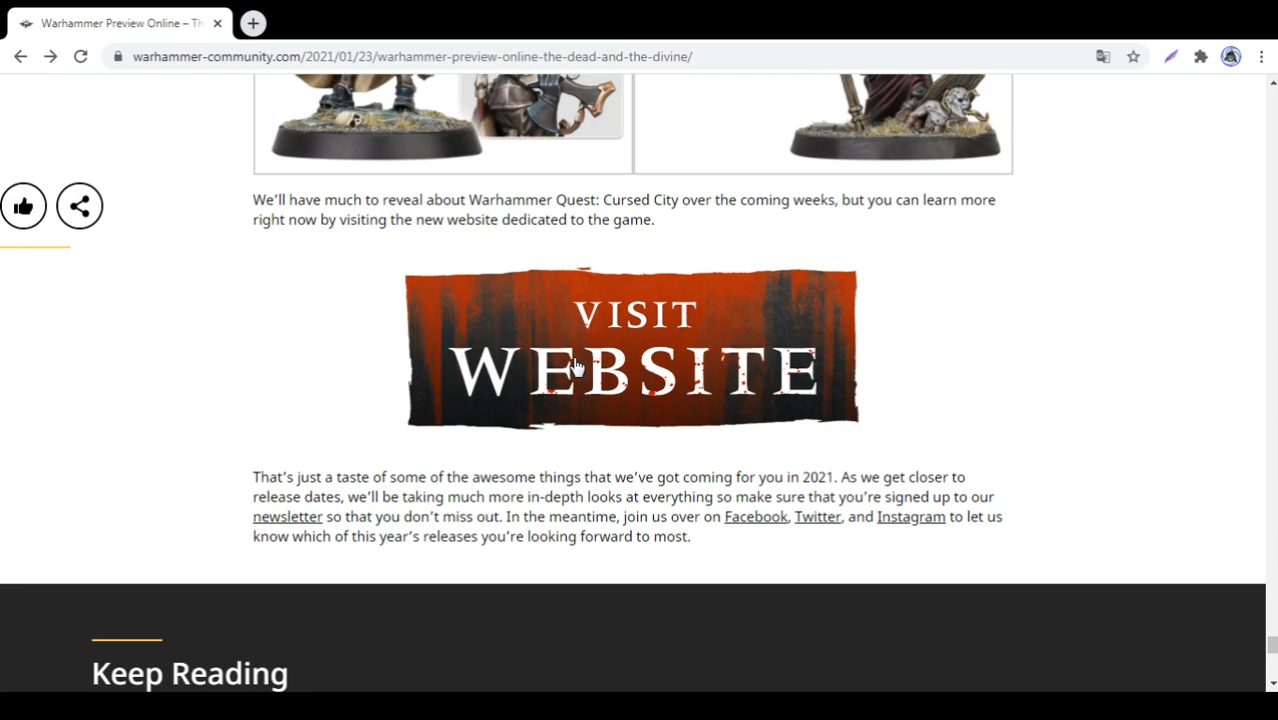 Warhammer Preview Online – Th
warhammer-community.com/2021/01/23/warhammer-preview-online-the-dead-and-the-divine/
We’ll have much to reveal about Warhammer Quest: Cursed City over the coming weeks, but you can learn more
right now by visiting the new website dedicated to the game.
VISIT
WEBSITE
That’s just a taste of some of the awesome things that we’ve got coming for you in 2021. As we get closer to
release dates, we’ll be taking much more in-depth looks at everything so make sure that you’re signed up to our
newsletter so that you don’t miss out. In the meantime, join us over on Facebook, Twitter, and Instagram to let us
know which of this year’s releases you’re looking forward to most.
Keep Reading